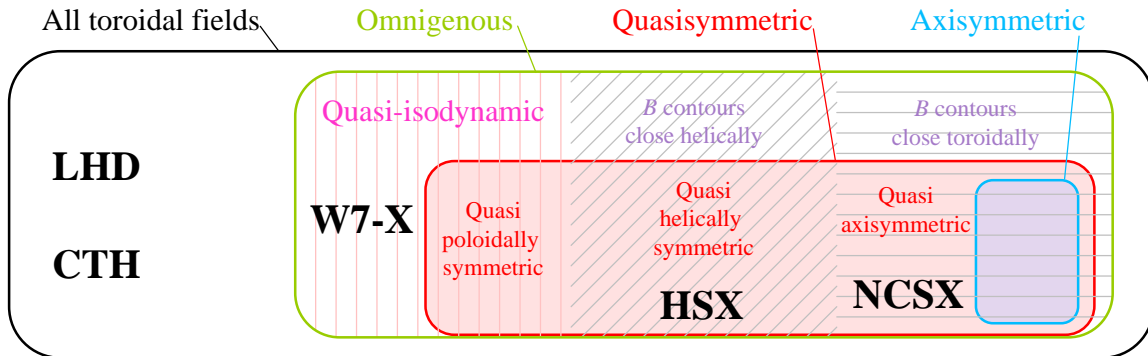 All toroidal fields
Omnigenous
Quasisymmetric
Axisymmetric
Quasi-isodynamic
B contours
close helically
B contours
close toroidally
LHD
CTH
W7-X
Quasi
poloidally
symmetric
Quasi
helically
symmetric
HSX
Quasi
axisymmetric
NCSX